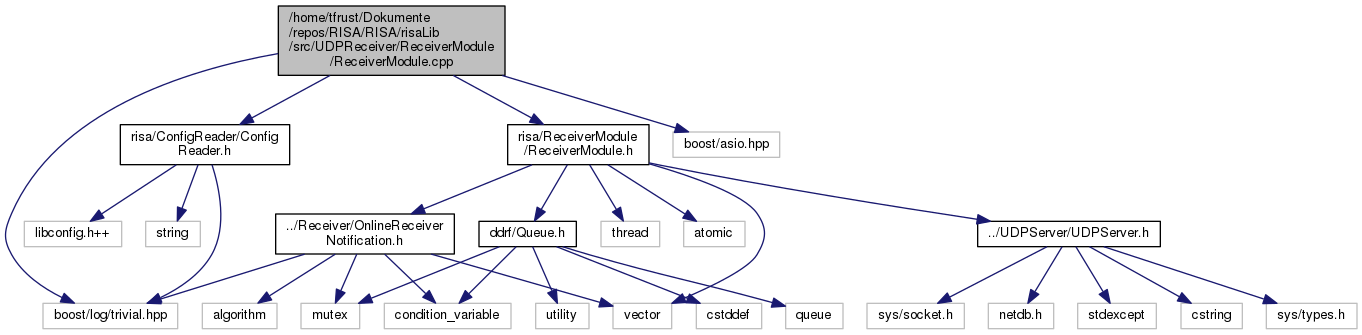 /home/tfrust/Dokumente
/repos/RISA/RISA/risaLib
/src/UDPReceiver/ReceiverModule
/ReceiverModule.cpp
risa/ConfigReader/Config
Reader.h
risa/ReceiverModule
/ReceiverModule.h
boost/asio.hpp
libconfig.h++
string
../Receiver/OnlineReceiver
Notification.h
ddrf/Queue.h
thread
atomic
../UDPServer/UDPServer.h
boost/log/trivial.hpp
algorithm
mutex
condition_variable
utility
vector
cstddef
queue
sys/socket.h
netdb.h
stdexcept
cstring
sys/types.h